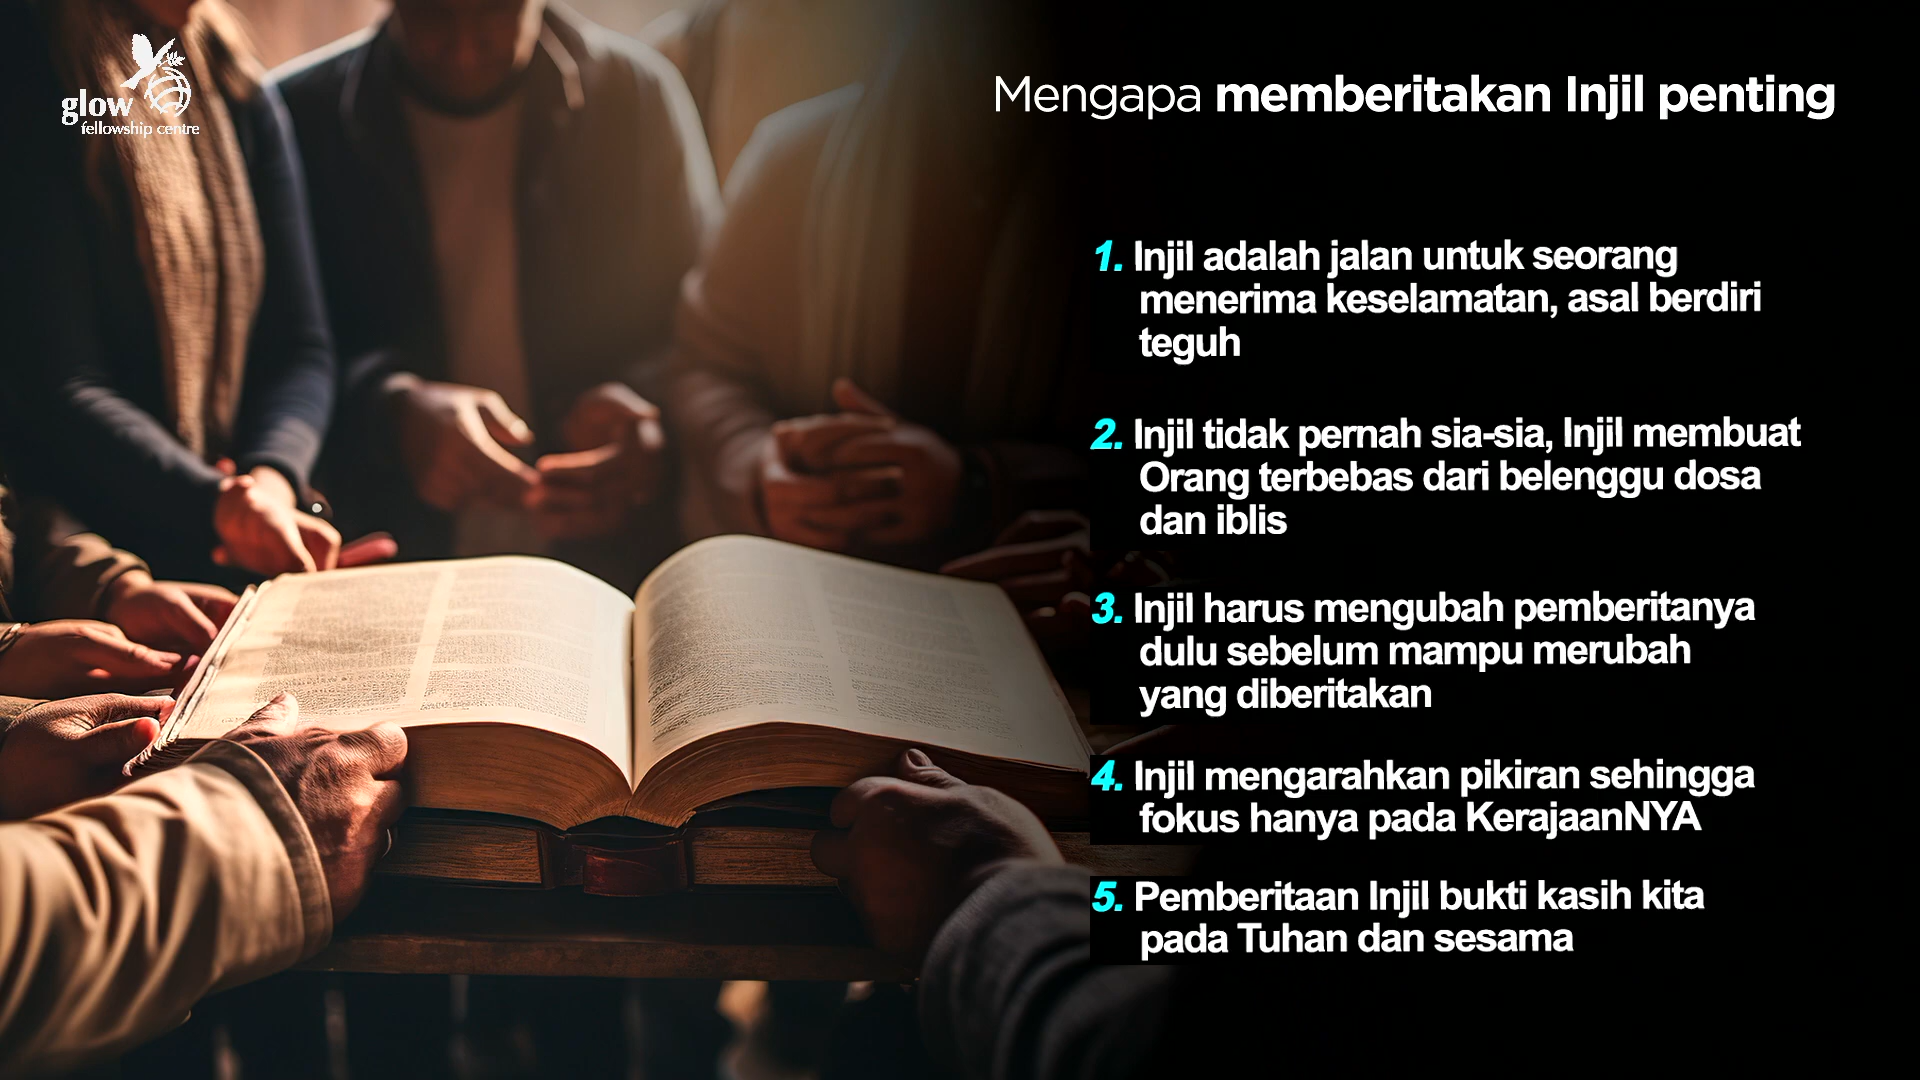 glow
fellowship centre
Mengapa memberitakan Injil penting
1. Injil adalah jalan untuk seorang
menerima keselamatan, asal berdiri
teguh
2. Injil tidak pernah sia-sia, Injil membuat
Orang terbebas dari belenggu dosa
dan iblis
3. Injil harus mengubah pemberitanya
dulu sebelum mampu merubah
yang diberitakan
4. Injil mengarahkan pikiran sehingga
fokus hanya pada KerajaanNYA
5. Pemberitaan Injil bukti kasih kita
pada Tuhan dan sesama